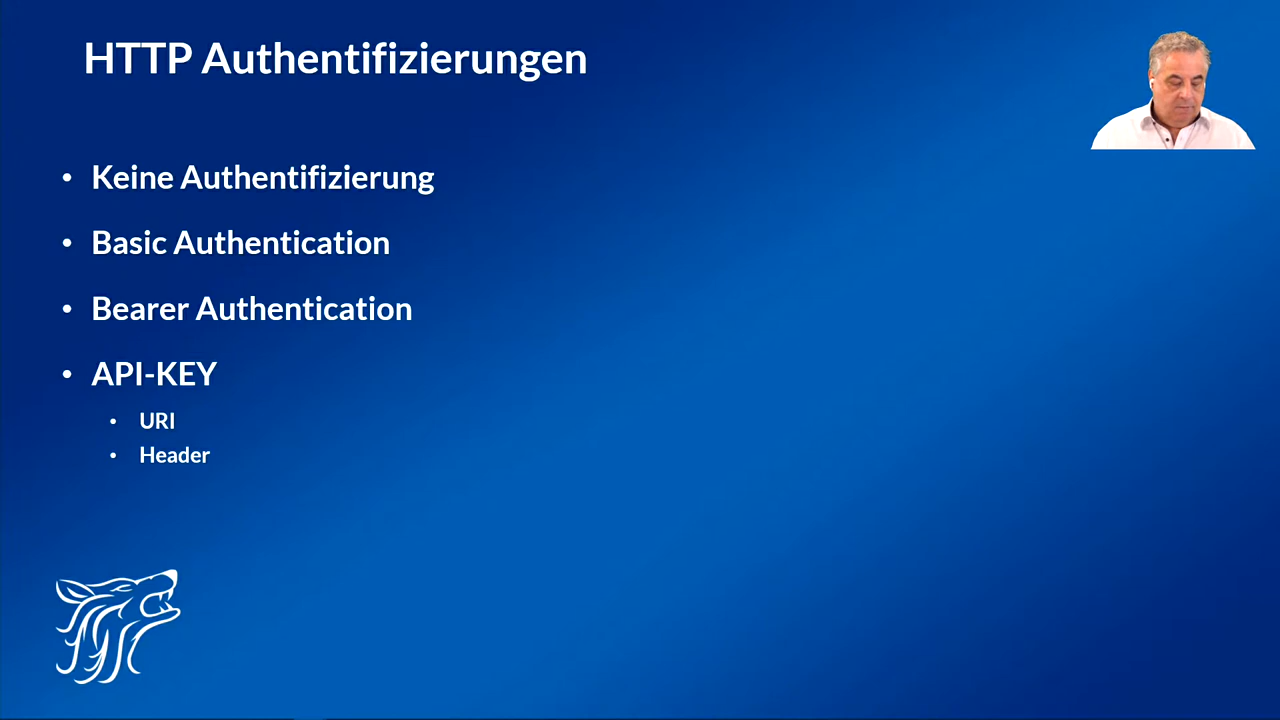 HTTP Authentifizierungen
• Keine Authentifizierung
• Basic Authentication
• Bearer Authentication
• API-KEY
• URI
• Header